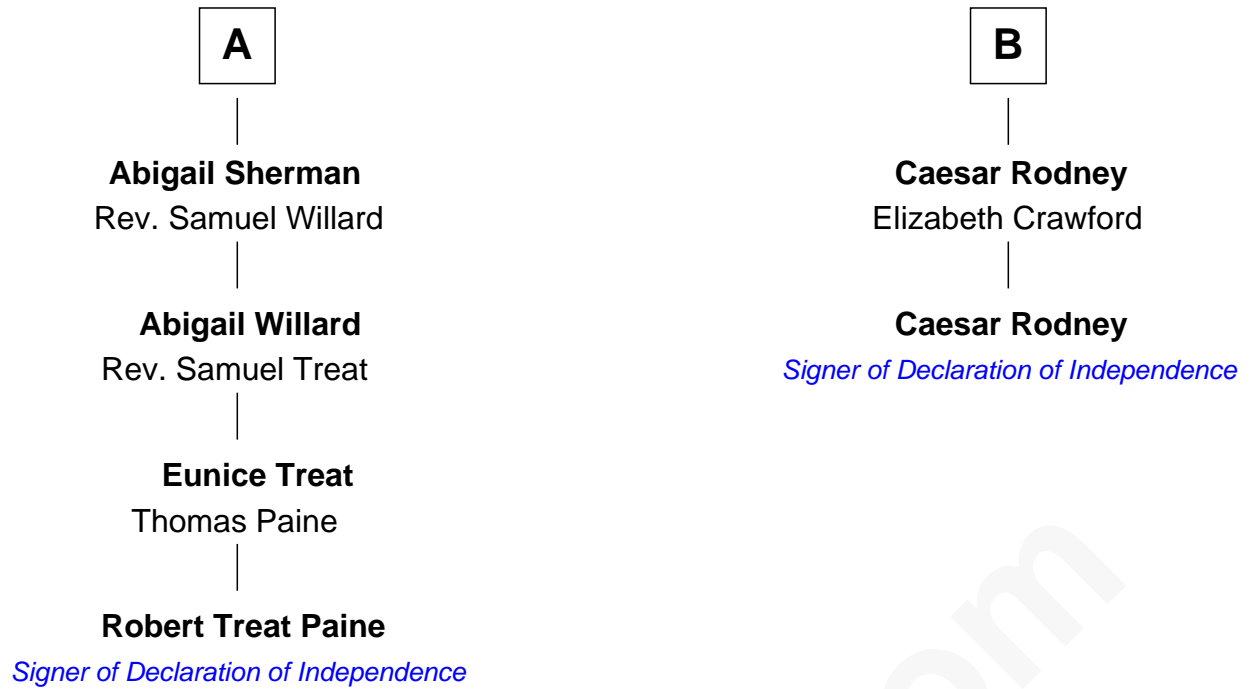 A
Abigail Sherman
Rev. Samuel Willard
Abigail Willard
Rev. Samuel Treat
Eunice Treat
Thomas Paine
Robert Treat Paine
Signer of Declaration of Independence
B
Caesar Rodney
Elizabeth Crawford
Caesar Rodney
Signer of Declaration of Independence
om